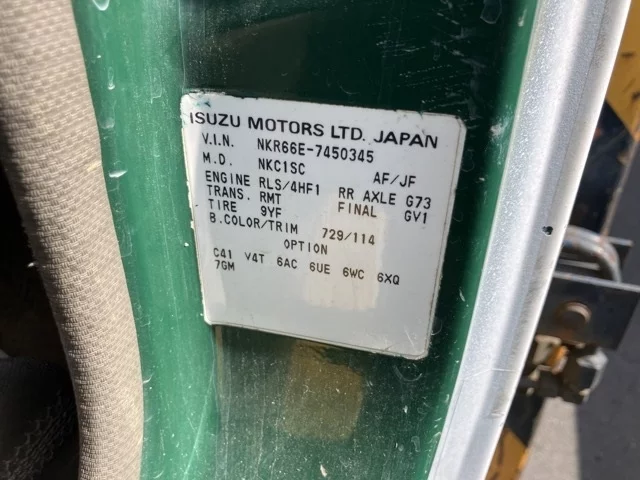 ISUZU MOTORS LTD. JAPAN
V.I.N. NKR66E-7450345
M.D. NKC1SC AF/JF
ENGINE RLS/4HF1 RR AXLE G73
TRANS. RMT FINAL GV1
TIRE 9YF
B.COLOR/TRIM 729/114
OPTION
C41 V4T 6AC 6UE 6WC 6XQ
7GM